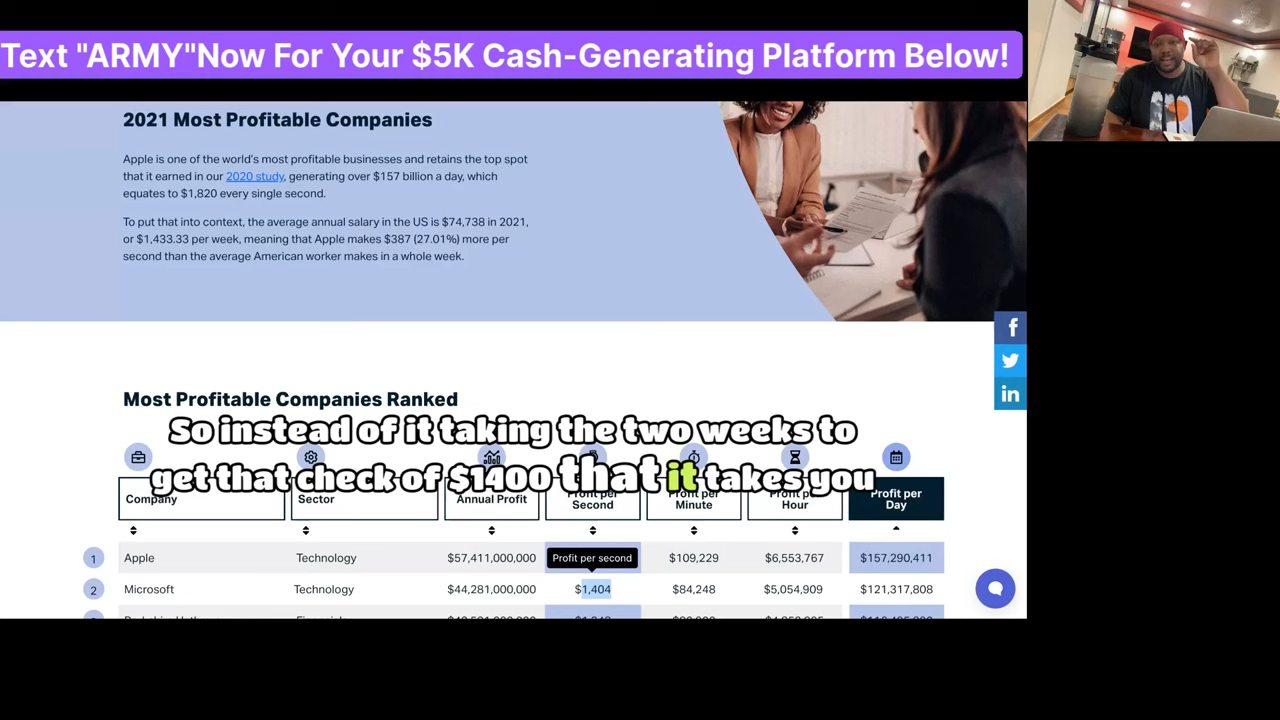 Text "ARMY"Now For Your $5K Cash-Generating Platform Below!
2021 Most Profitable Companies
Apple is one of the world's most profitable businesses and retains the top spot
that it earned in our 2020 study, generating over $157 billion a day, which
equates to $1,820 every single second.
To put that into context, the average annual salary in the US is $74,738 in 2021,
or $1,433.33 per week, meaning that Apple makes $387 (27.01%) more per
second than the average American worker makes in a whole week.
f
in
Most Profitable Companies Ranked
So instead of it taking the two weeks to
get that check of $1400 that it takes you
Company Sector Annual Profit Profit per Second Profit per Minute Profit per Hour Profit per Day
1 Apple Technology $57,411,000,000 Profit per second $109,229 $6,553,767 $157,290,411
2 Microsoft Technology $44,281,000,000 $1,404 $84,248 $5,054,909 $121,317,808